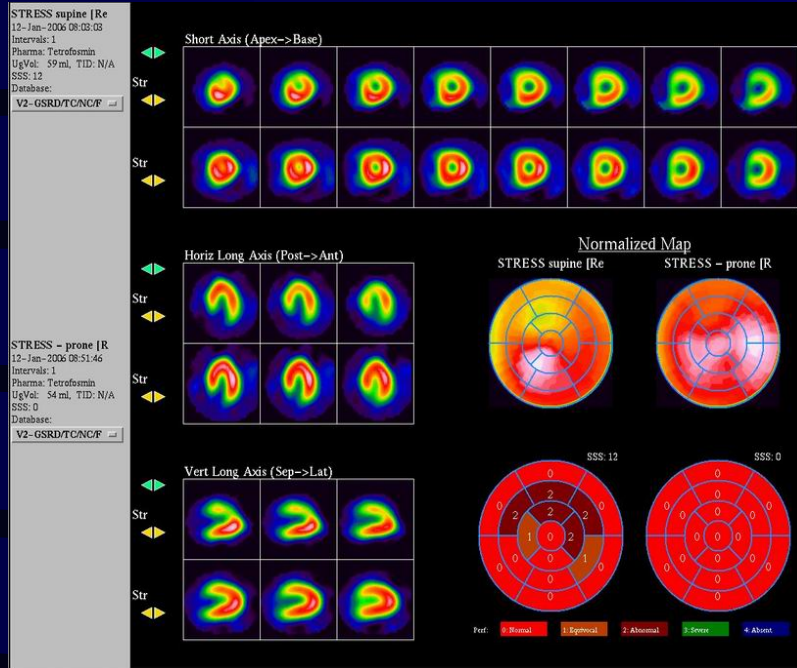 STRESS supine [Re
12-Jan-2006 08:03:03
Intervals: 1
Pharma: Tetrofosmin
UgVol: 59 ml, TID: N/A
SSS: 12
Database:
V2-GSRD/TC/NC/F
Short Axis (Apex->Base)
Str
Str
Horiz Long Axis (Post->Ant)
Str
Str
Normalized Map
STRESS supine [Re
STRESS - prone [R
STRESS - prone [R
12-Jan-2006 08:51:46
Intervals: 1
Pharma: Tetrofosmin
UgVol: 54 ml, TID: N/A
SSS: 0
Database:
V2-GSRD/TC/NC/F
Vert Long Axis (Sep->Lat)
Str
Str
SSS: 12
SSS: 0
0
2
0 2 2 0
1 0 2
0 0 0 1
0
0
0
0
0
0 0 0 0
0 0 0
0 0 0 0
0
0
0
Perf: 0: Normal 1: Equivocal 2: Abnormal 3: Severe 4: Absent